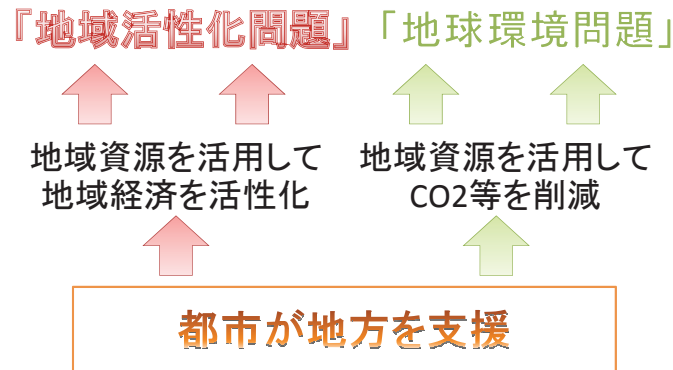 『地域活性化問題』「地球環境問題」
地域資源を活用して
地域経済を活性化
地域資源を活用して
CO2等を削減
都市が地方を支援